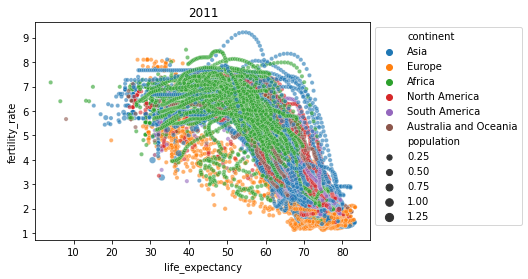 2011
fertility_rate
9
8
7
6
5
4
3
2
1
10 20 30 40 50 60 70 80
life_expectancy
continent
Asia
Europe
Africa
North America
South America
Australia and Oceania
population
0.25
0.50
0.75
1.00
1.25